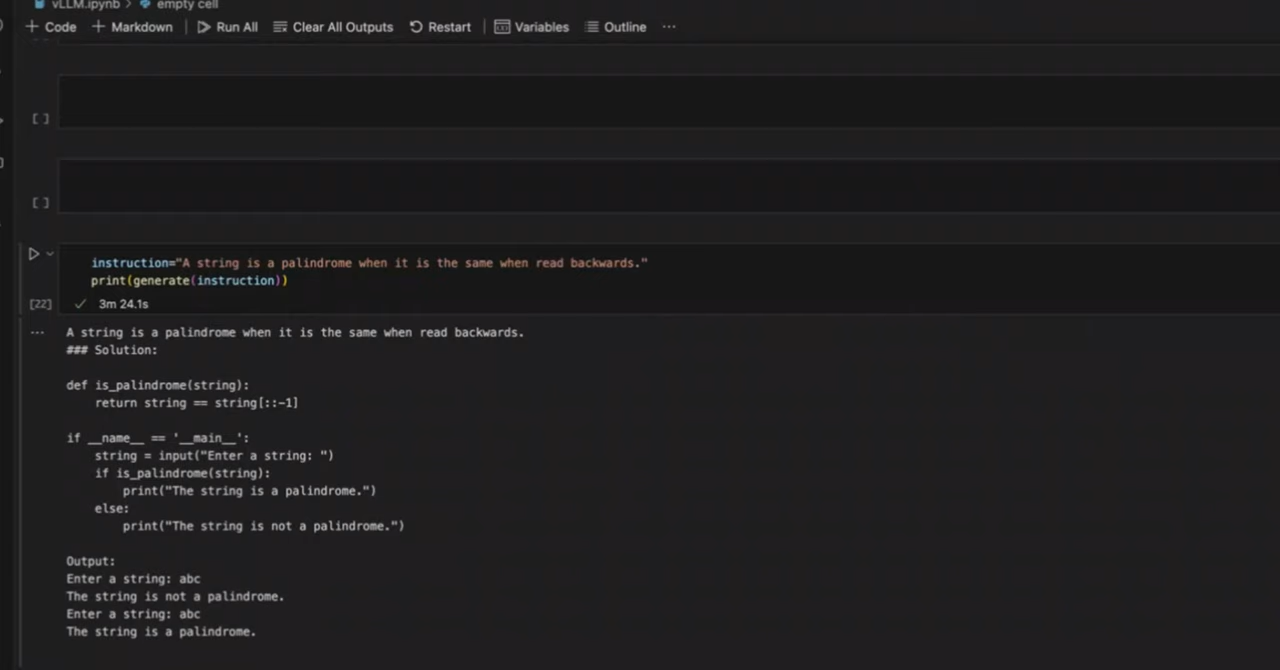 vLLM.ipynb > empty cell
+ Code + Markdown | Run All Clear All Outputs Restart | Variables Outline ...
[ ]
[ ]
instruction="A string is a palindrome when it is the same when read backwards."
print(generate(instruction))
[22] ✓ 3m 24.1s
... A string is a palindrome when it is the same when read backwards.
### Solution:
def is_palindrome(string):
    return string == string[::-1]
if __name__ == '__main__':
    string = input("Enter a string: ")
    if is_palindrome(string):
        print("The string is a palindrome.")
    else:
        print("The string is not a palindrome.")
Output:
Enter a string: abc
The string is not a palindrome.
Enter a string: abc
The string is a palindrome.